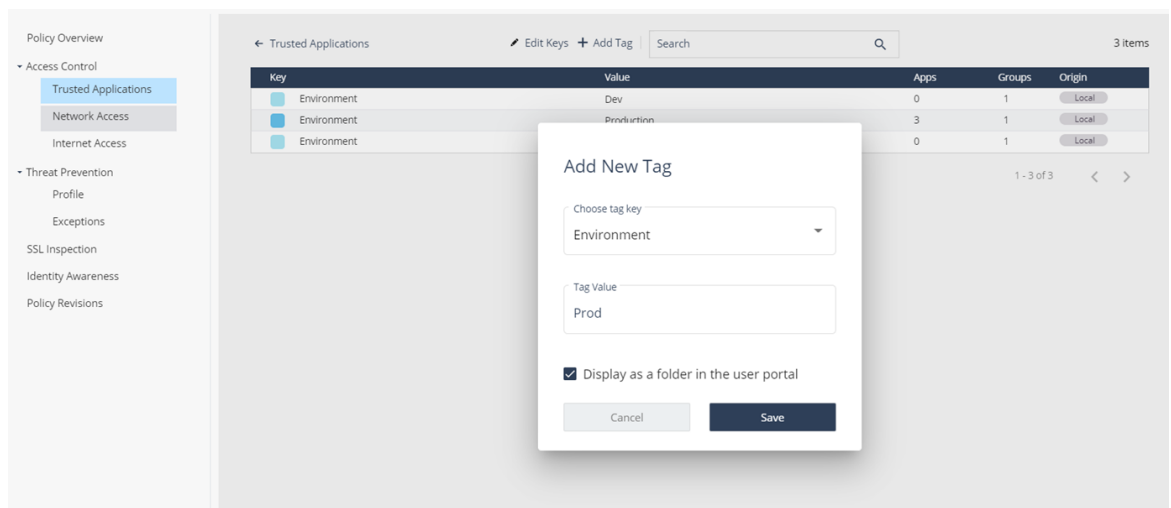 Policy Overview
Access Control
Trusted Applications
Network Access
Internet Access
Threat Prevention
Profile
Exceptions
SSL Inspection
Identity Awareness
Policy Revisions
Trusted Applications Edit Keys Add Tag Search 3 items
Key Value Apps Groups Origin
Environment Dev 0 1 Local
Environment Production 3 1 Local
Environment 0 1 Local
1 - 3 of 3
Add New Tag
Choose tag key
Environment
Tag Value
Prod
Display as a folder in the user portal
Cancel Save